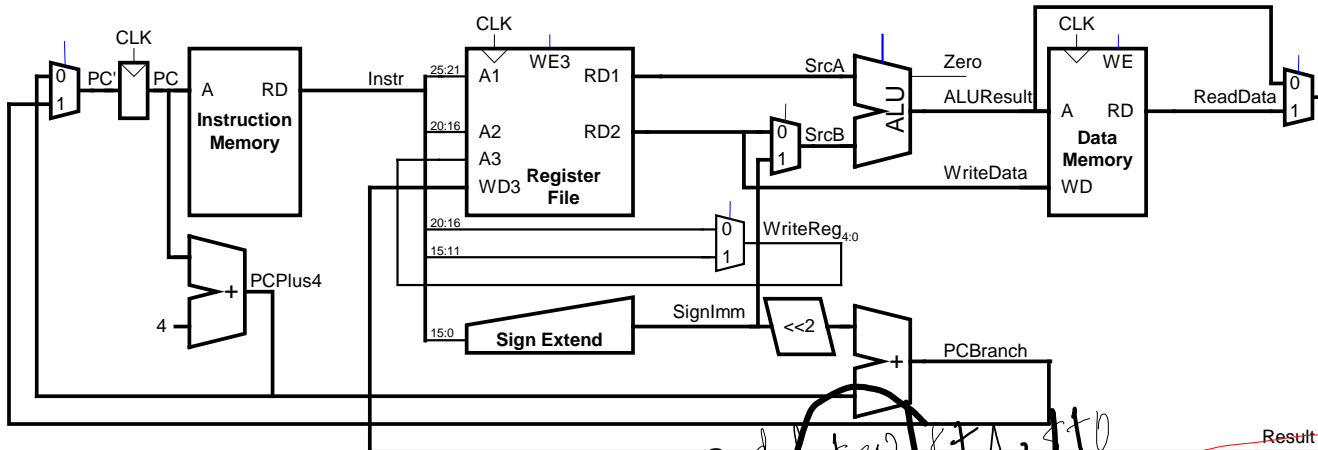 CLK
CLK
CLK
0
1
PC'
PC
A
RD
Instruction
Memory
Instr
25:21
20:16
A1
A2
A3
WD3
WE3
RD1
RD2
Register
File
SrcA
0
1
SrcB
ALU
Zero
ALUResult
WriteData
WE
A
RD
Data
Memory
WD
ReadData
0
1
20:16
15:11
0
1
WriteReg4:0
PCPlus4
+
4
15:0
Sign Extend
SignImm
<<2
+
PCBranch
Result